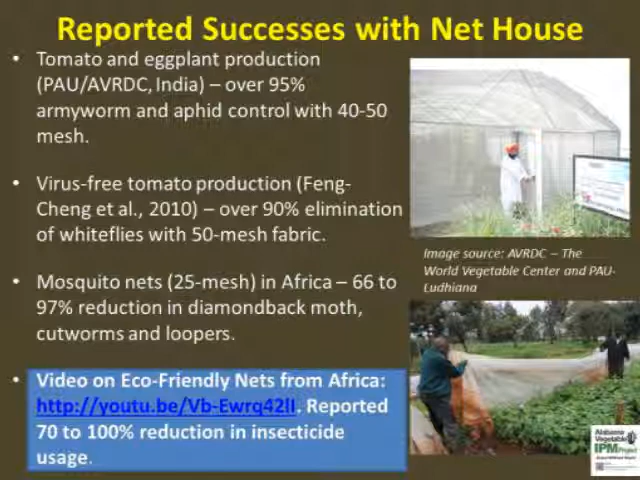 Reported Successes with Net House
• Tomato and eggplant production
(PAU/AVRDC, India) – over 95%
armyworm and aphid control with 40-50
mesh.
• Virus-free tomato production (Feng-
Cheng et al., 2010) – over 90% elimination
of whiteflies with 50-mesh fabric.
• Mosquito nets (25-mesh) in Africa – 66 to
97% reduction in diamondback moth,
cutworms and loopers.
• Video on Eco-Friendly Nets from Africa:
http://youtu.be/Vb-Ewrq42lI. Reported
70 to 100% reduction in insecticide
usage.
Image source: AVRDC – The
World Vegetable Center and PAU-
Ludhiana
Alabama
Vegetable
IPM Project